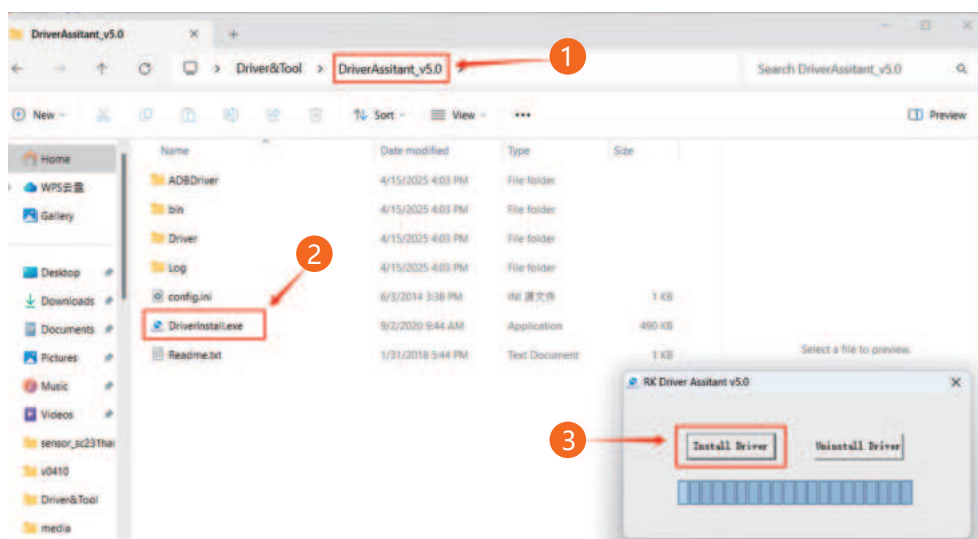 DriverAssitant_v5.0
1
Driver&Tool > DriverAssitant_v5.0
Search DriverAssitant_v5.0
New
Sort
View
Preview
Name Date modified Type Size
Home
WPS云盘
Gallery
Desktop
Downloads
Documents
Pictures
Music
Videos
sensor_sc231hai
v0410
Driver&Tool
media
ADBDriver 4/15/2025 4:03 PM File folder
bin 4/15/2025 4:03 PM File folder
Driver 4/15/2025 4:03 PM File folder
2
Log 4/15/2025 4:03 PM File folder
config.ini 6/3/2014 3:38 PM INI 源文件 1 KB
DriverInstall.exe 9/2/2020 9:44 AM Application 490 KB
Readme.txt 1/31/2018 5:44 PM Text Document 1 KB
Select a file to preview.
RK Driver Assitant v5.0
3
Install Driver
Uninstall Driver